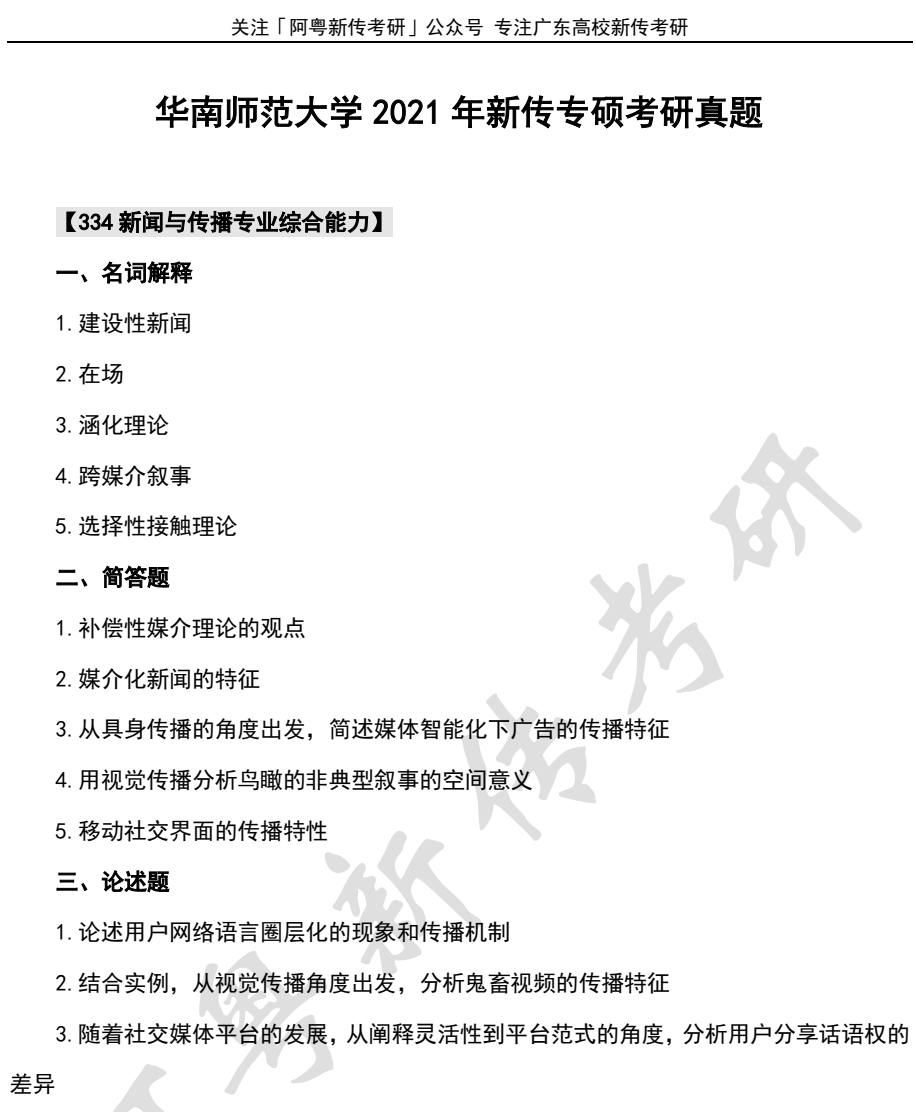 关注「阿粤新传考研」公众号 专注广东高校新传考研
华南师范大学 2021 年新传专硕考研真题
【334 新闻与传播专业综合能力】
一、名词解释
1.建设性新闻
2.在场
3.涵化理论
4.跨媒介叙事
5.选择性接触理论
二、简答题
1.补偿性媒介理论的观点
2.媒介化新闻的特征
3.从具身传播的角度出发，简述媒体智能化下广告的传播特征
4.用视觉传播分析鸟瞰的非典型叙事的空间意义
5.移动社交界面的传播特性
三、论述题
1.论述用户网络语言圈层化的现象和传播机制
2.结合实例，从视觉传播角度出发，分析鬼畜视频的传播特征
3.随着社交媒体平台的发展，从阐释灵活性到平台范式的角度，分析用户分享话语权的
差异
阿粤新传考研